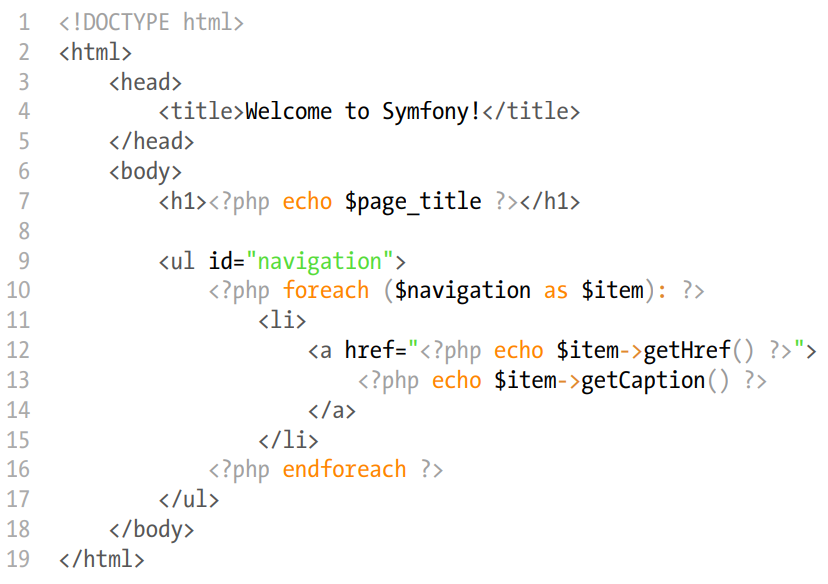 1 <!DOCTYPE html>
2 <html>
3     <head>
4         <title>Welcome to Symfony!</title>
5     </head>
6     <body>
7         <h1><?php echo $page_title ?></h1>
8
9         <ul id="navigation">
10             <?php foreach ($navigation as $item): ?>
11                 <li>
12                     <a href="<?php echo $item->getHref() ?>">
13                         <?php echo $item->getCaption() ?>
14                     </a>
15                 </li>
16             <?php endforeach ?>
17         </ul>
18     </body>
19 </html>